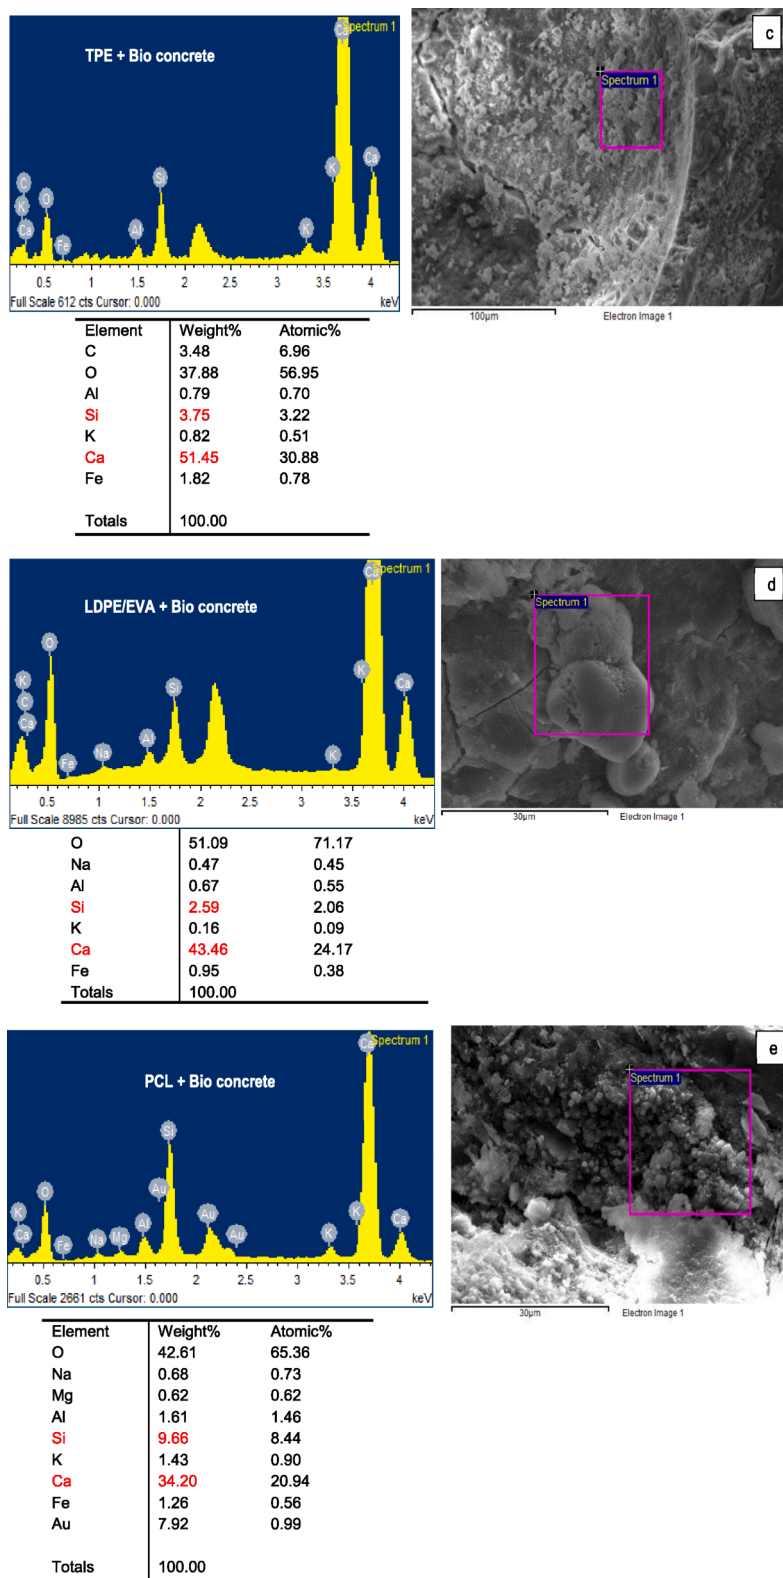 Spectrum 1
TPE + Bio concrete
Ca
C
K
Ca
O
Fe
Al
Si
K
K
Ca
0.5 1 1.5 2 2.5 3 3.5 4
Full Scale 612 cts Cursor: 0.000 keV
c
Spectrum 1
100µm Electron Image 1
Element Weight% Atomic%
C 3.48 6.96
O 37.88 56.95
Al 0.79 0.70
Si 3.75 3.22
K 0.82 0.51
Ca 51.45 30.88
Fe 1.82 0.78
Totals 100.00
Spectrum 1
LDPE/EVA + Bio concrete
Ca
K
C
Ca
O
Fe
Na
Al
Si
K
K
Ca
0.5 1 1.5 2 2.5 3 3.5 4
Full Scale 8985 cts Cursor: 0.000 keV
d
Spectrum 1
30µm Electron Image 1
O 51.09 71.17
Na 0.47 0.45
Al 0.67 0.55
Si 2.59 2.06
K 0.16 0.09
Ca 43.46 24.17
Fe 0.95 0.38
Totals 100.00
Spectrum 1
PCL + Bio concrete
Ca
K
Ca
O
Fe
Na
Mg
Al
Au
Si
Au
Au
K
K
Ca
0.5 1 1.5 2 2.5 3 3.5 4
Full Scale 2661 cts Cursor: 0.000 keV
e
Spectrum 1
30µm Electron Image 1
Element Weight% Atomic%
O 42.61 65.36
Na 0.68 0.73
Mg 0.62 0.62
Al 1.61 1.46
Si 9.66 8.44
K 1.43 0.90
Ca 34.20 20.94
Fe 1.26 0.56
Au 7.92 0.99
Totals 100.00